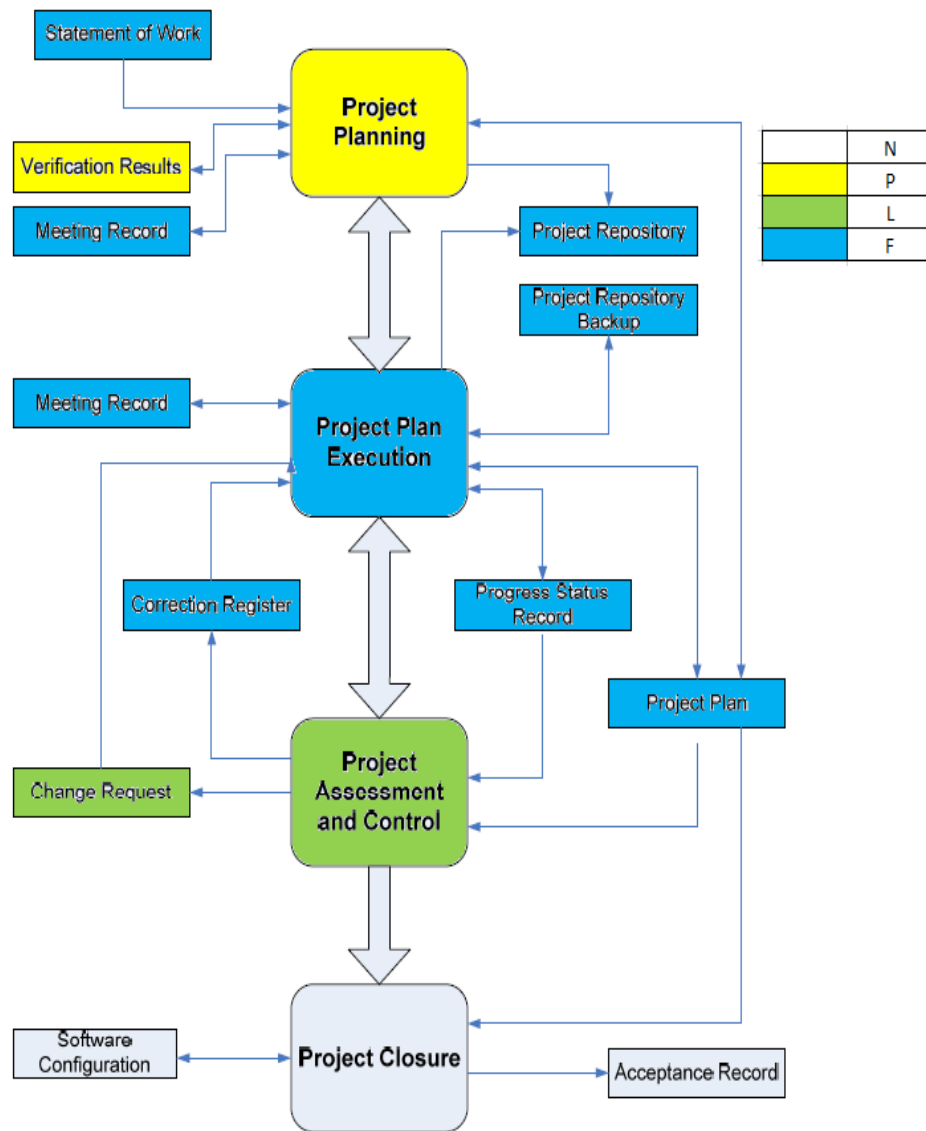 Statement of Work
Project
Planning
Verification Results
Meeting Record
Project Repository
Project Repository
Backup
N
P
L
F
Meeting Record
Project Plan
Execution
Correction Register
Progress Status
Record
Project Plan
Change Request
Project
Assessment
and Control
Software
Configuration
Project Closure
Acceptance Record